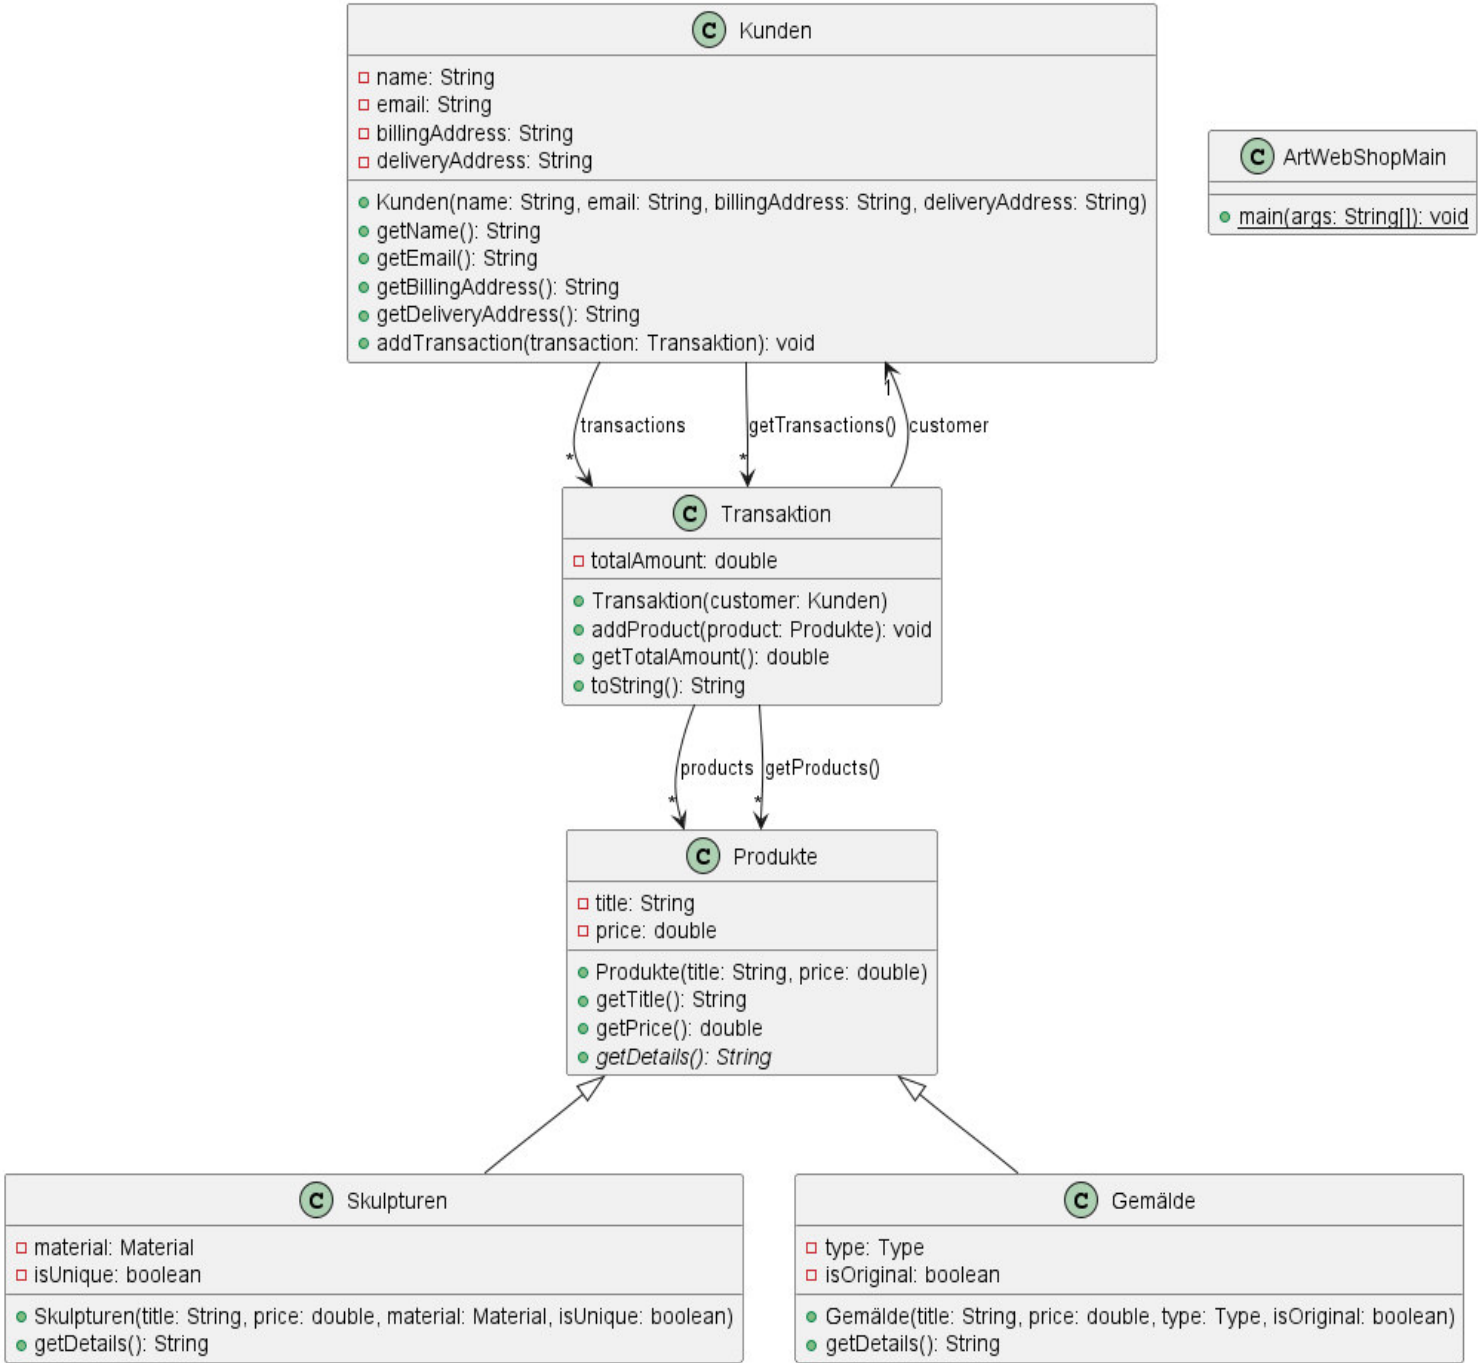 C Kunden
name: String
email: String
billingAddress: String
deliveryAddress: String
Kunden(name: String, email: String, billingAddress: String, deliveryAddress: String)
getName(): String
getEmail(): String
getBillingAddress(): String
getDeliveryAddress(): String
addTransaction(transaction: Transaktion): void
C ArtWebShopMain
main(args: String[]): void
1
transactions
getTransactions()
customer
*
*
C Transaktion
totalAmount: double
Transaktion(customer: Kunden)
addProduct(product: Produkte): void
getTotalAmount(): double
toString(): String
products
getProducts()
*
*
C Produkte
title: String
price: double
Produkte(title: String, price: double)
getTitle(): String
getPrice(): double
getDetails(): String
C Skulpturen
material: Material
isUnique: boolean
Skulpturen(title: String, price: double, material: Material, isUnique: boolean)
getDetails(): String
C Gemälde
type: Type
isOriginal: boolean
Gemälde(title: String, price: double, type: Type, isOriginal: boolean)
getDetails(): String